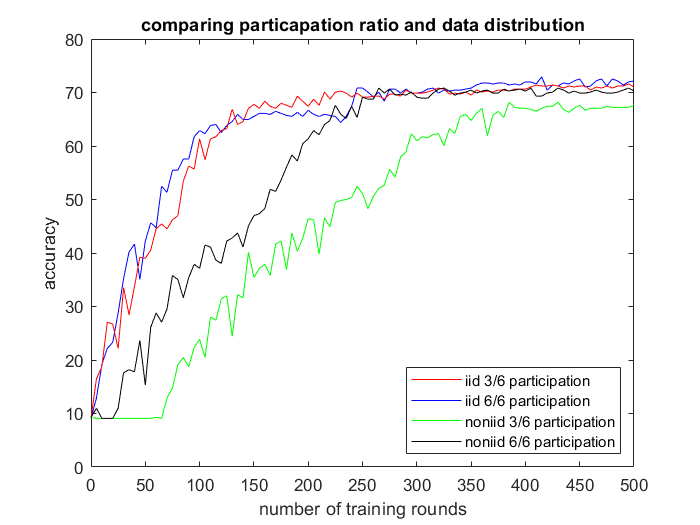 comparing particapation ratio and data distribution
80
70
60
50
40
30
20
10
0
accuracy
iid 3/6 participation
iid 6/6 participation
noniid 3/6 participation
noniid 6/6 participation
0 50 100 150 200 250 300 350 400 450 500
number of training rounds